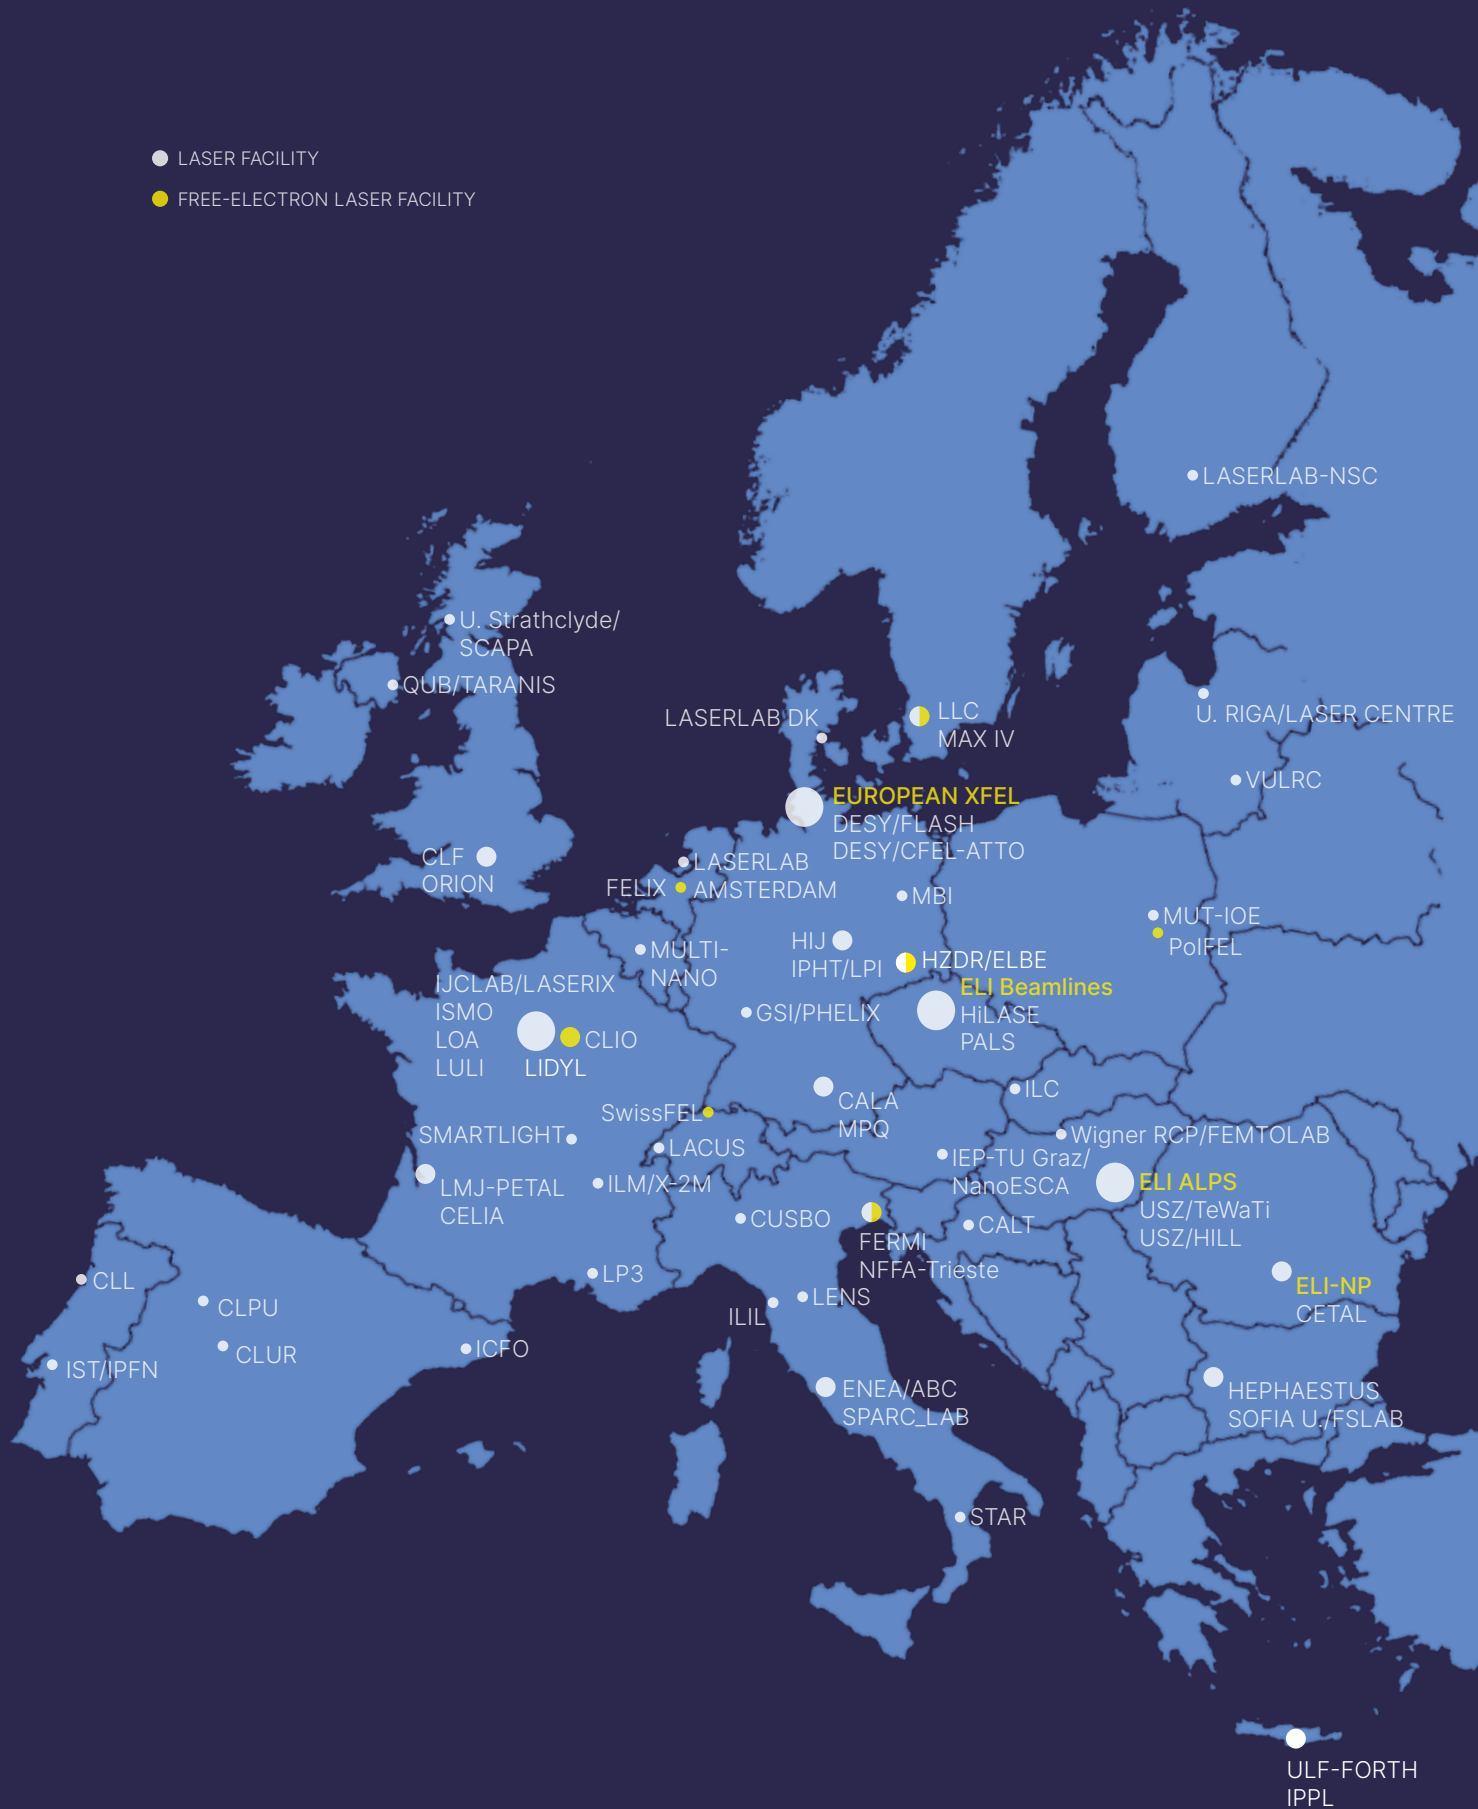 LASER FACILITY
FREE-ELECTRON LASER FACILITY
LASERLAB-NSC
U. Strathclyde/
SCAPA
QUB/TARANIS
LASERLAB DK
LLC
MAX IV
U. RIGA/LASER CENTRE
VULRC
EUROPEAN XFEL
DESY/FLASH
DESY/CFEL-ATTO
CLF
ORION
LASERLAB
AMSTERDAM
FELIX
MBI
MUT-IOE
PolFEL
HIJ
IPHT/LPI
MULTI-
NANO
HZDR/ELBE
ELI Beamlines
HiLASE
PALS
IJCLAB/LASERIX
ISMO
LOA
LULI
LIDYL
CLIO
GSI/PHELIX
CALA
MPQ
ILC
SwissFEL
SMARTLIGHT
LACUS
Wigner RCP/FEMTOLAB
IEP-TU Graz/
NanoESCA
LMJ-PETAL
CELIA
ILM/X-2M
ELI ALPS
USZ/TeWaTi
USZ/HILL
CUSBO
CALT
FERMI
NFFA-Trieste
LP3
CLL
CLPU
ELI-NP
CETAL
LENS
ILIL
CLUR
ICFO
IST/IPFN
ENEA/ABC
SPARC_LAB
HEPHAESTUS
SOFIA U./FSLAB
STAR
ULF-FORTH
IPPL